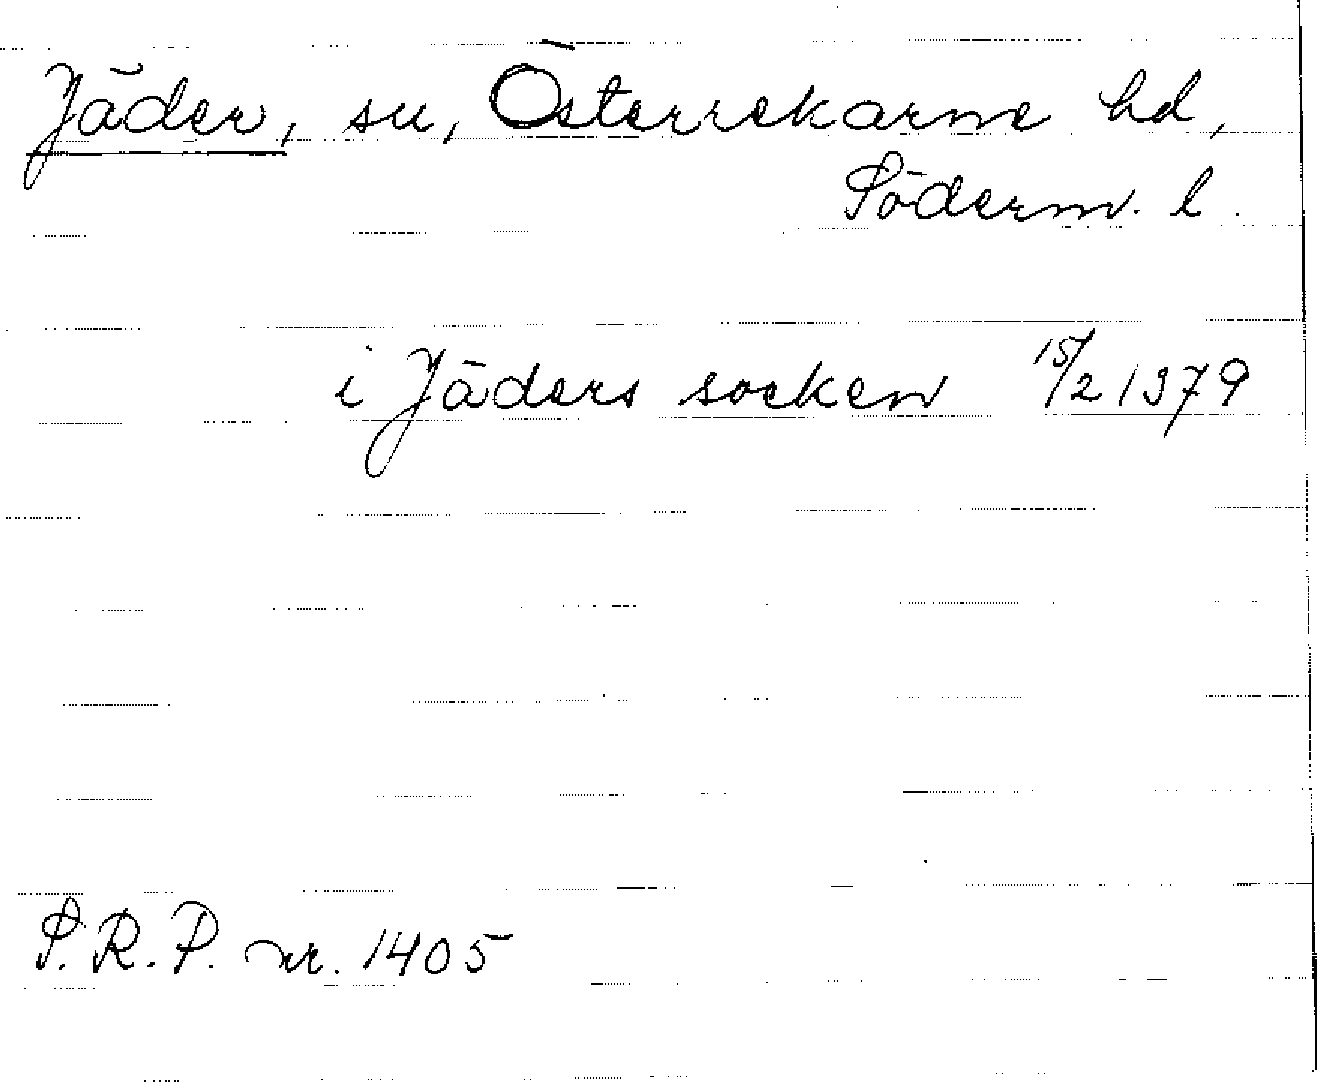 Jäder, sn, Österrekarne hd,
Söderm. l.
i Jäders socken 15/2 1379
S.R.P. nr. 1405